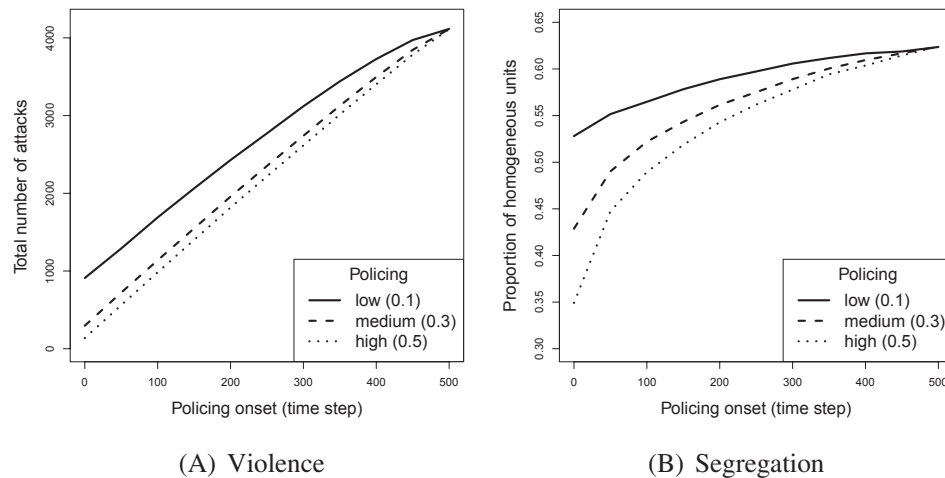 Total number of attacks
4000
3000
2000
1000
0
0 100 200 300 400 500
Policing onset (time step)
Policing
low (0.1)
medium (0.3)
high (0.5)
(A) Violence
Proportion of homogeneous units
0.65
0.60
0.55
0.50
0.45
0.40
0.35
0.30
0 100 200 300 400 500
Policing onset (time step)
Policing
low (0.1)
medium (0.3)
high (0.5)
(B) Segregation